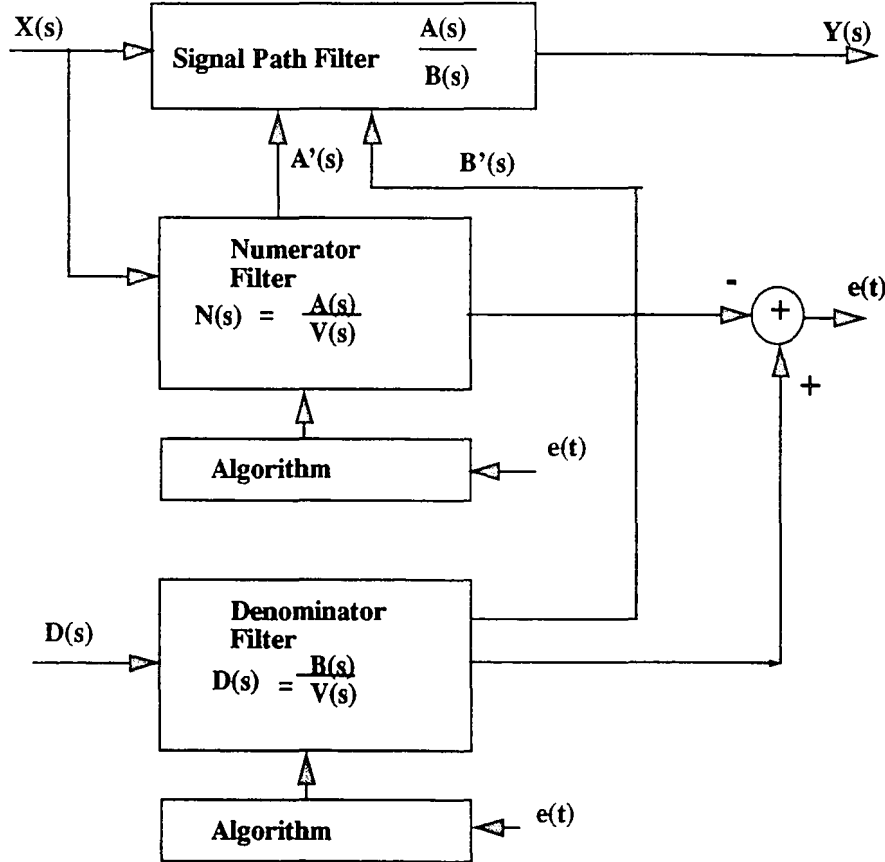 X(s)
Signal Path Filter
A(s)
B(s)
Y(s)
A'(s)
B'(s)
Numerator
Filter
N(s) = A(s)
V(s)
-
+
e(t)
+
Algorithm
e(t)
D(s)
Denominator
Filter
D(s) = B(s)
V(s)
Algorithm
e(t)